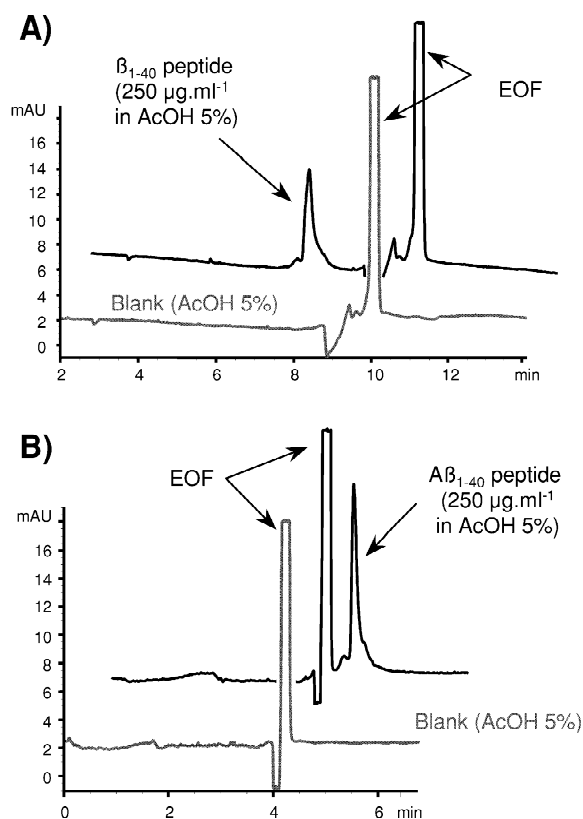 A)
ß1-40 peptide
(250 µg.ml-1
in AcOH 5%)
EOF
mAU
16
14
12
10
8
6
4
2
0
Blank (AcOH 5%)
2 4 6 8 10 12 min
B)
EOF
Aß1-40 peptide
(250 µg.ml-1
in AcOH 5%)
mAU
16
14
12
10
8
6
4
2
0
Blank (AcOH 5%)
0 2 4 6 min